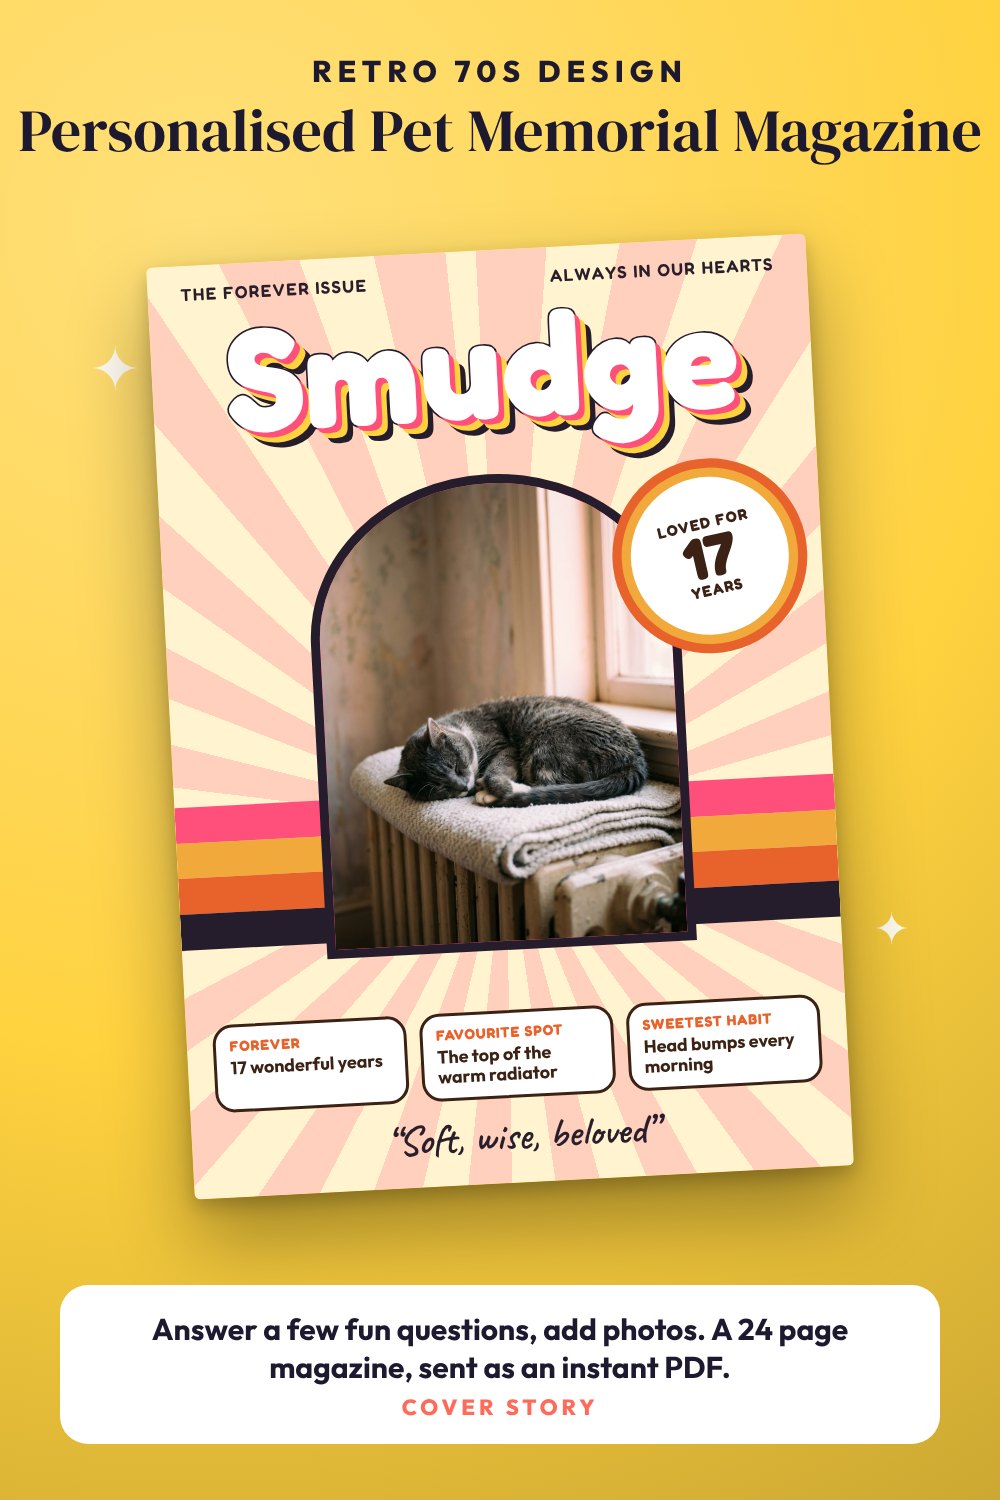 RETRO 70S DESIGN
Personalised Pet Memorial Magazine
THE FOREVER ISSUE
ALWAYS IN OUR HEARTS
Smudge
LOVED FOR
17
YEARS
FOREVER
17 wonderful years
FAVOURITE SPOT
The top of the
warm radiator
SWEETEST HABIT
Head bumps every
morning
“Soft, wise, beloved”
Answer a few fun questions, add photos. A 24 page
magazine, sent as an instant PDF.
COVER STORY